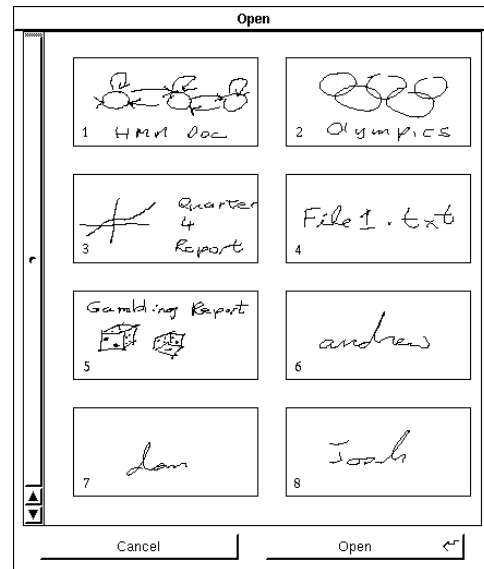 Open
1 HMM Doc
2 Olympics
3 Quarter
4
Report
4 File 1.txt
Gambling Report
5
6 andrew
7 dan
8 Josh
Cancel
Open